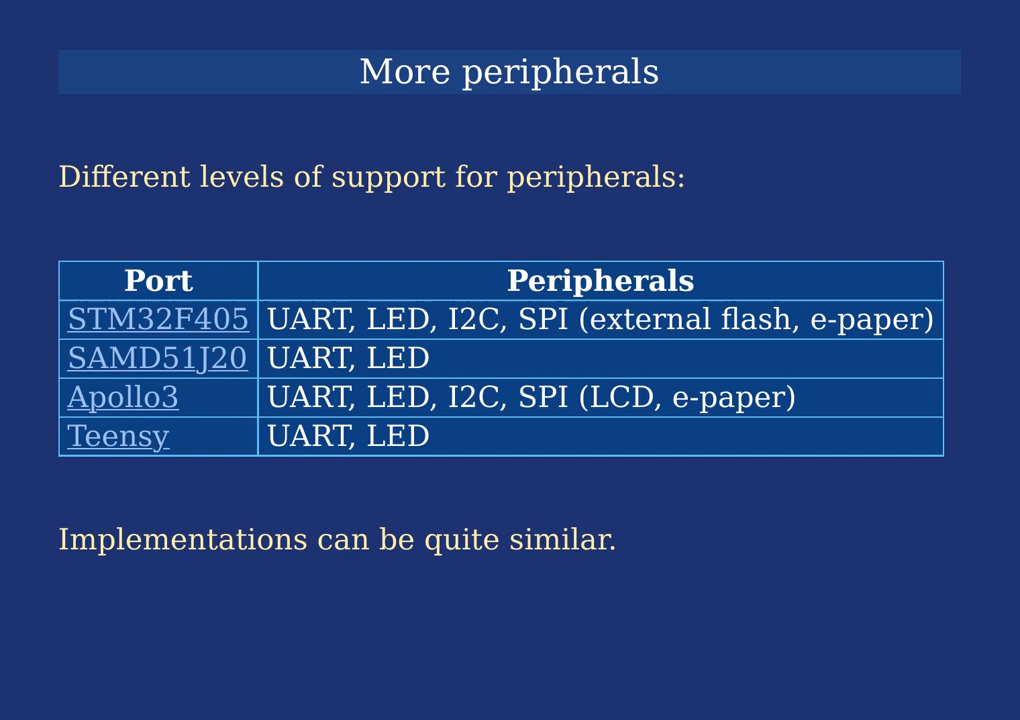 More peripherals
Different levels of support for peripherals:
Port Peripherals
STM32F405 UART, LED, I2C, SPI (external flash, e-paper)
SAMD51J20 UART, LED
Apollo3 UART, LED, I2C, SPI (LCD, e-paper)
Teensy UART, LED
Implementations can be quite similar.